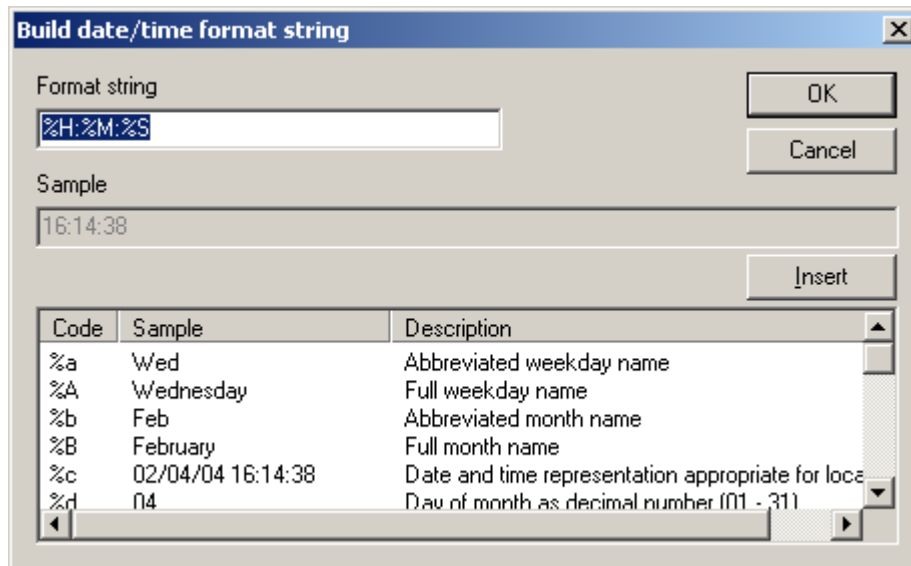 Build date/time format string
Format string
OK
%H:%M:%S
Cancel
Sample
16:14:38
Insert
Code Sample Description
%a Wed Abbreviated weekday name
%A Wednesday Full weekday name
%b Feb Abbreviated month name
%B February Full month name
%c 02/04/04 16:14:38 Date and time representation appropriate for loca
%d 04 Day of month as decimal number (01 - 31)